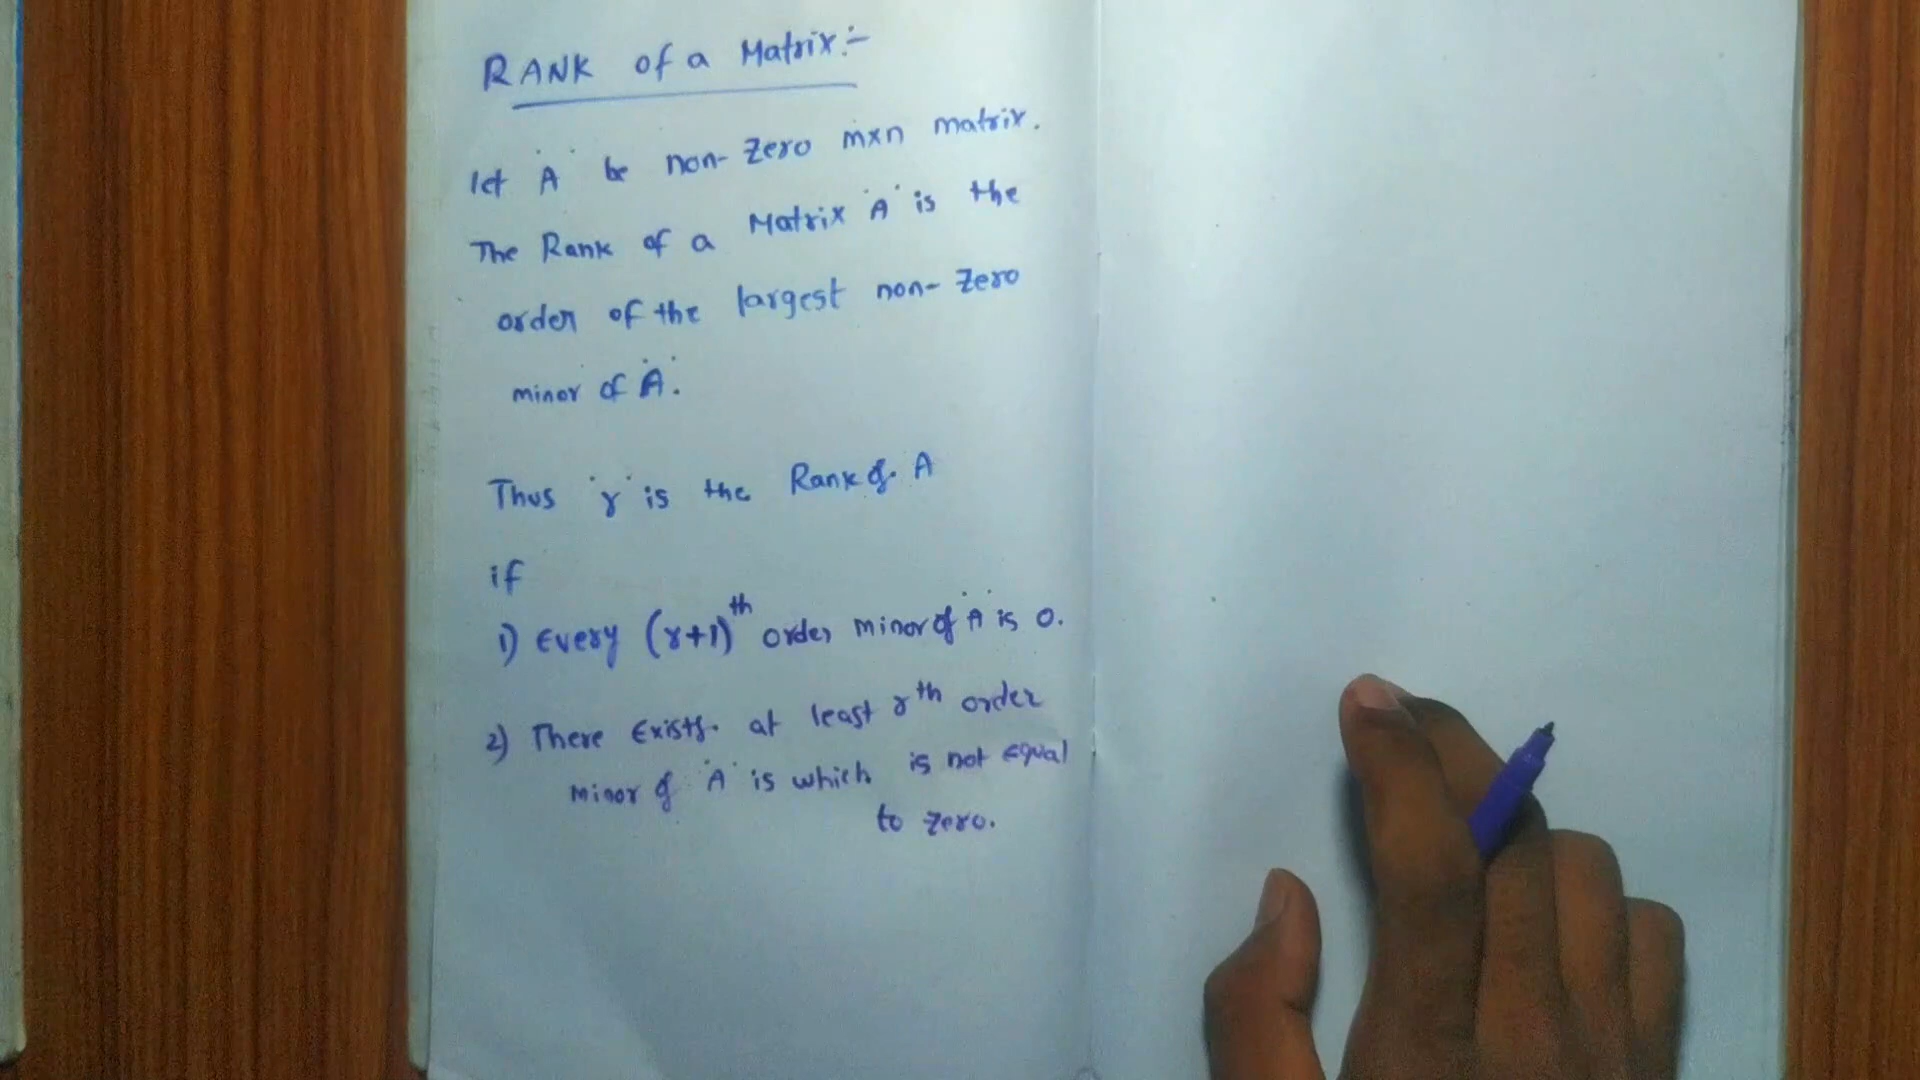 RANK of a Matrix:-
let 'A' be non-zero m×n matrix.
The Rank of a Matrix 'A' is the
order of the largest non-zero
minor of 'A'.
Thus 'r' is the Rank of A
if
1) Every (r+1)th order minor of 'A' is 0.
2) There Exists at least rth order
minor of 'A' is which is not Equal
to zero.